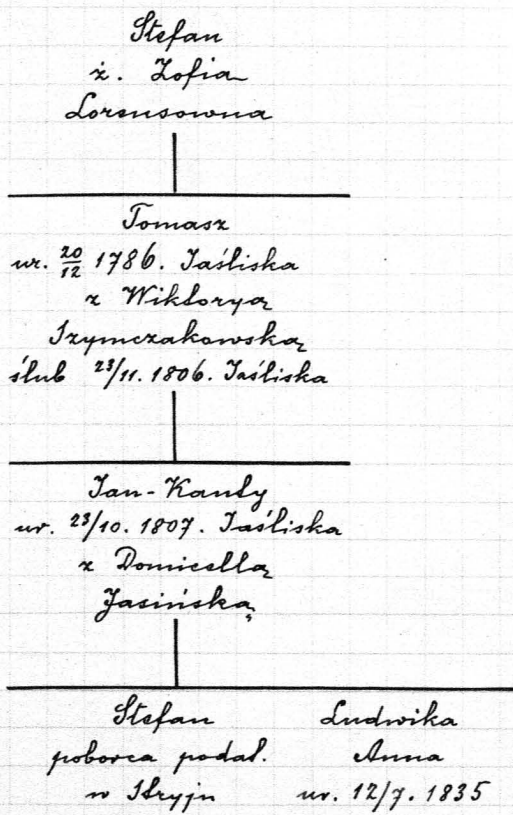 Stefan
ż. Zofia
Lorensowna
Tomasz
ur. 20/12 1786. Jaśliska
z Wiktoryą
Szymczakowską
ślub 23/11. 1806. Jaśliska
Jan-Kanty
ur. 23/10. 1807. Jaśliska
z Domicellą
Jasińską
Stefan Ludwika
poborca podat. Anna
w Stryju ur. 12/7. 1835